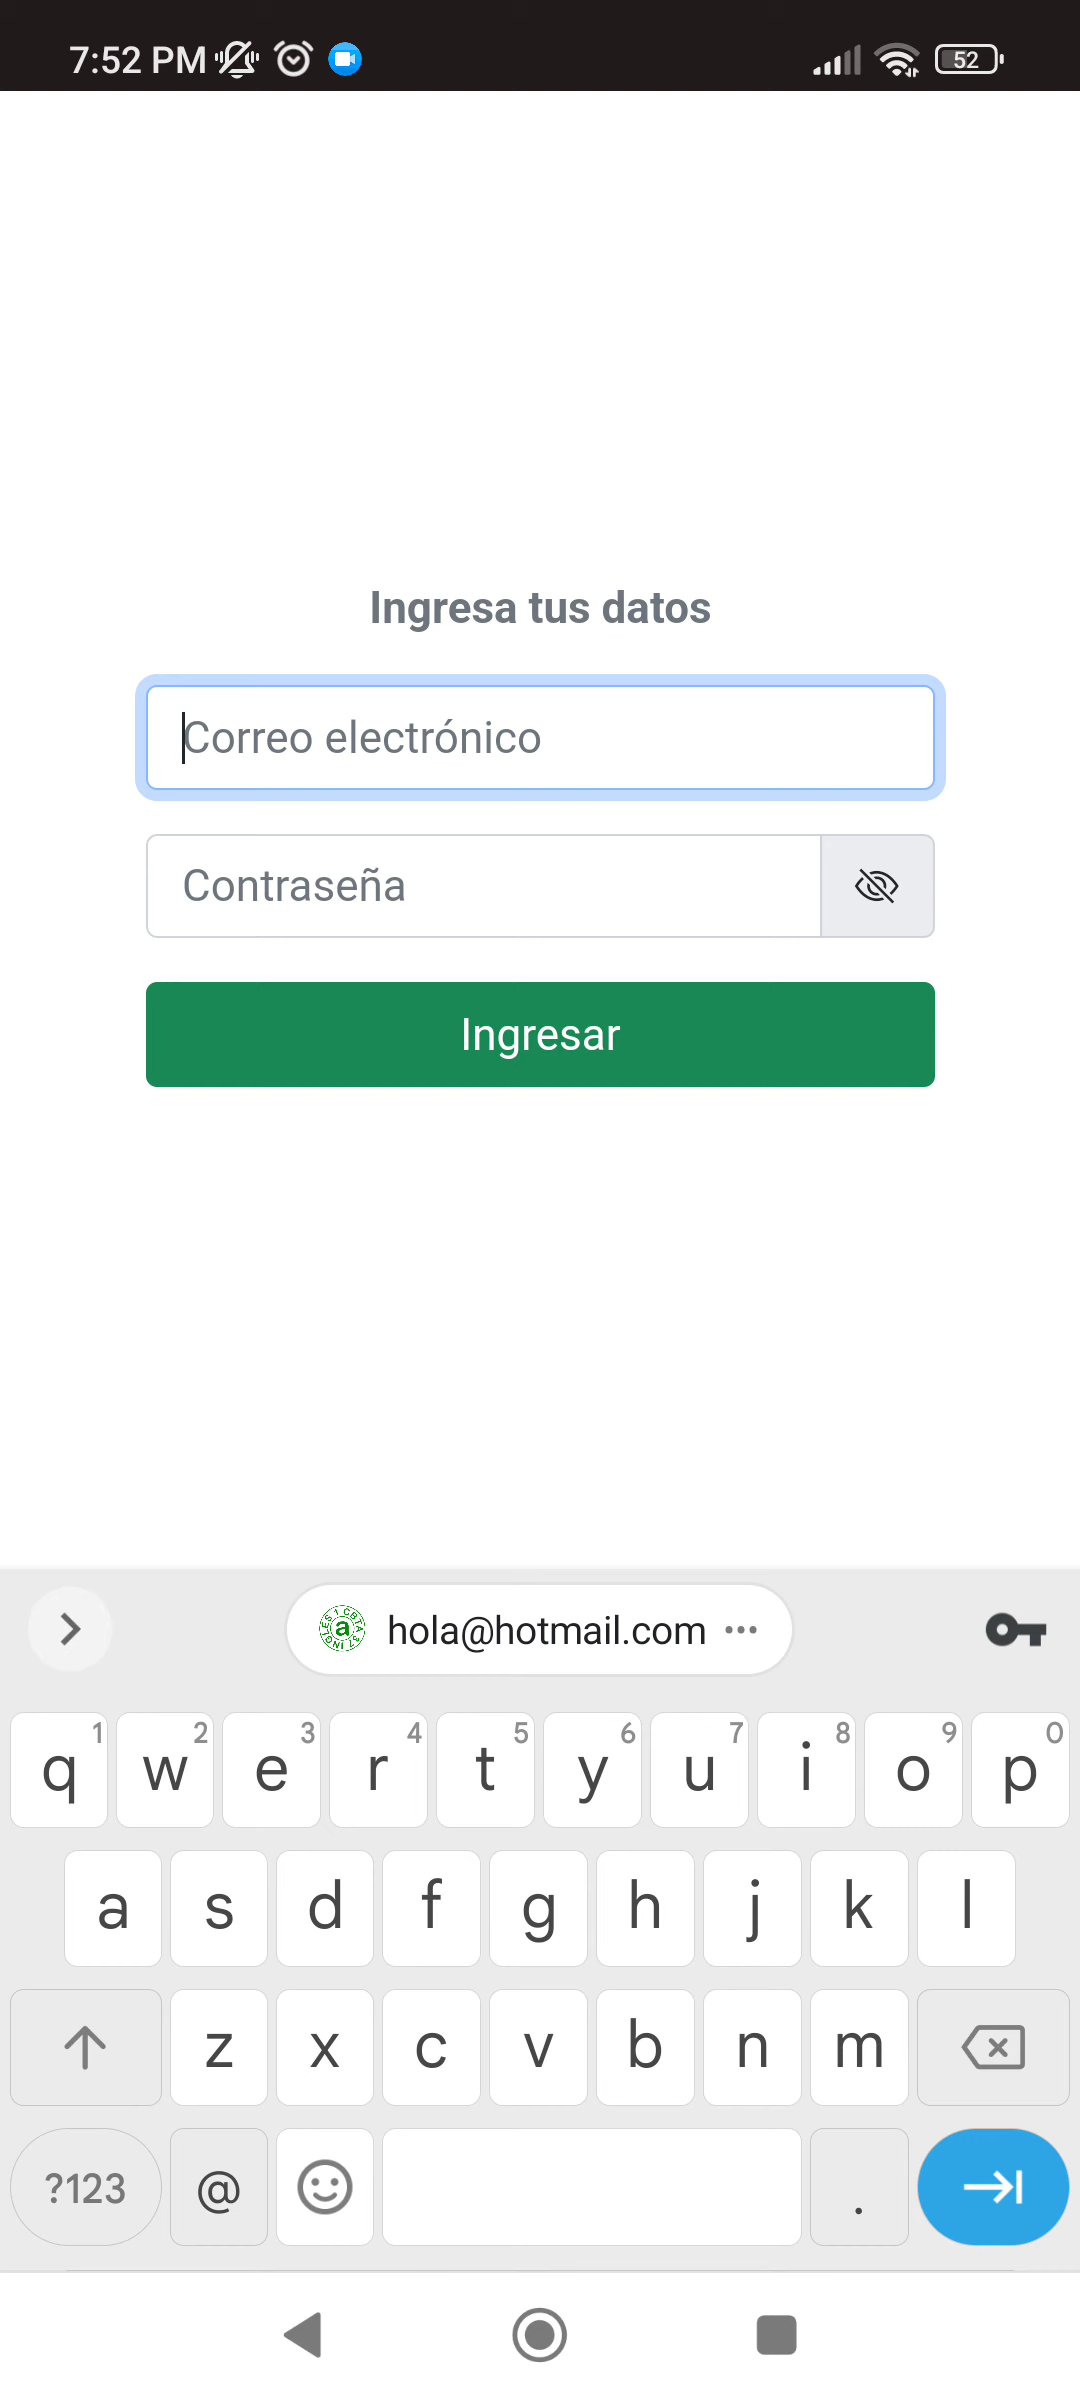 7:52 PM 52
Ingresa tus datos
Correo electrónico
Contraseña
Ingresar
hola@hotmail.com ···
1 2 3 4 5 6 7 8 9 0
q w e r t y u i o p
a s d f g h j k l
z x c v b n m
?123 @ .